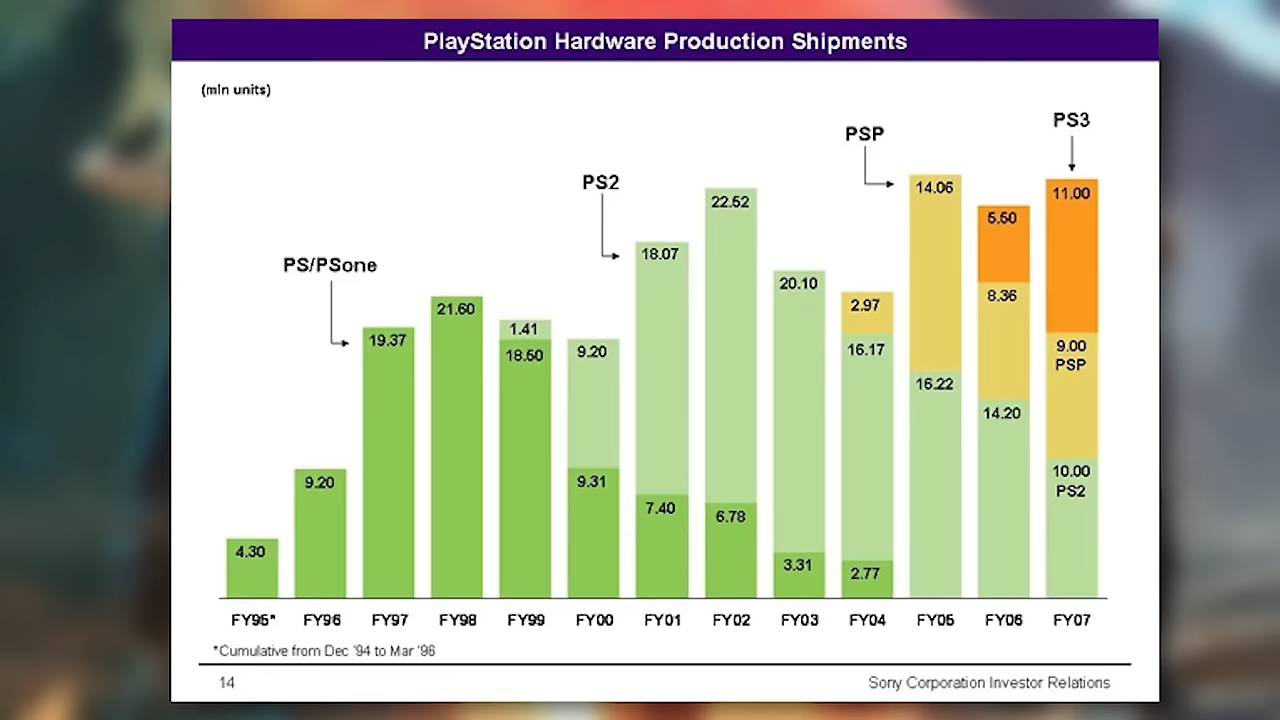 PlayStation Hardware Production Shipments
(mln units)
PS3
PSP
PS2
PS/PSone
4.30
9.20
19.37
21.60
1.41
18.50
9.20
9.31
18.07
7.40
22.52
6.78
20.10
3.31
2.97
16.17
2.77
14.06
16.22
5.50
8.36
14.20
11.00
9.00
PSP
10.00
PS2
FY95* FY96 FY97 FY98 FY99 FY00 FY01 FY02 FY03 FY04 FY05 FY06 FY07
*Cumulative from Dec '94 to Mar '96
14 Sony Corporation Investor Relations